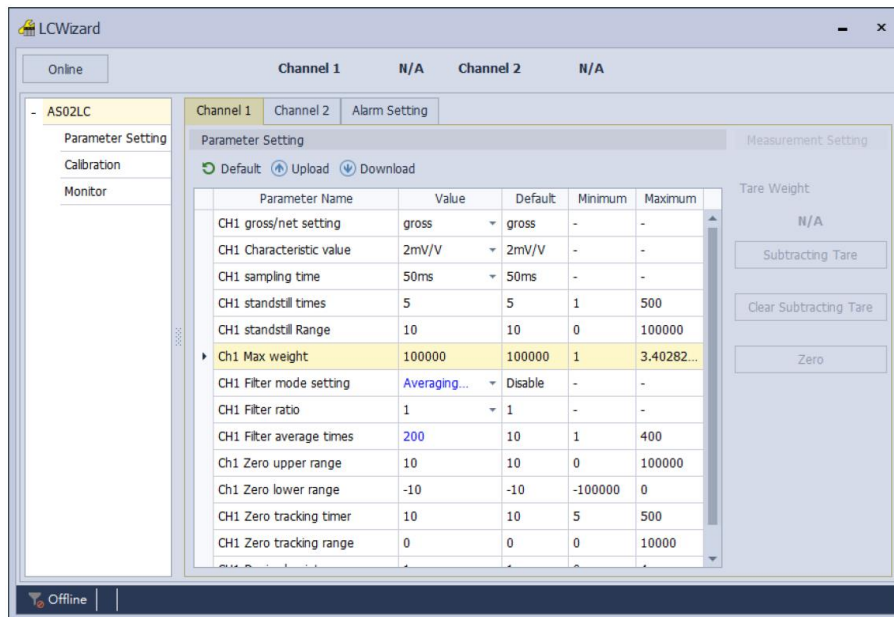 LCWizard
Online Channel 1 N/A Channel 2 N/A
- AS02LC
Parameter Setting
Calibration
Monitor
Channel 1 Channel 2 Alarm Setting
Parameter Setting
Default Upload Download
Parameter Name Value Default Minimum Maximum
CH1 gross/net setting gross gross - -
CH1 Characteristic value 2mV/V 2mV/V - -
CH1 sampling time 50ms 50ms - -
CH1 standstill times 5 5 1 500
CH1 standstill Range 10 10 0 100000
Ch1 Max weight 100000 100000 1 3.40282...
CH1 Filter mode setting Averaging... Disable - -
CH1 Filter ratio 1 1 - -
CH1 Filter average times 200 10 1 400
Ch1 Zero upper range 10 10 0 100000
Ch1 Zero lower range -10 -10 -100000 0
CH1 Zero tracking timer 10 10 5 500
CH1 Zero tracking range 0 0 0 10000
Measurement Setting
Tare Weight
N/A
Subtracting Tare
Clear Subtracting Tare
Zero
Offline